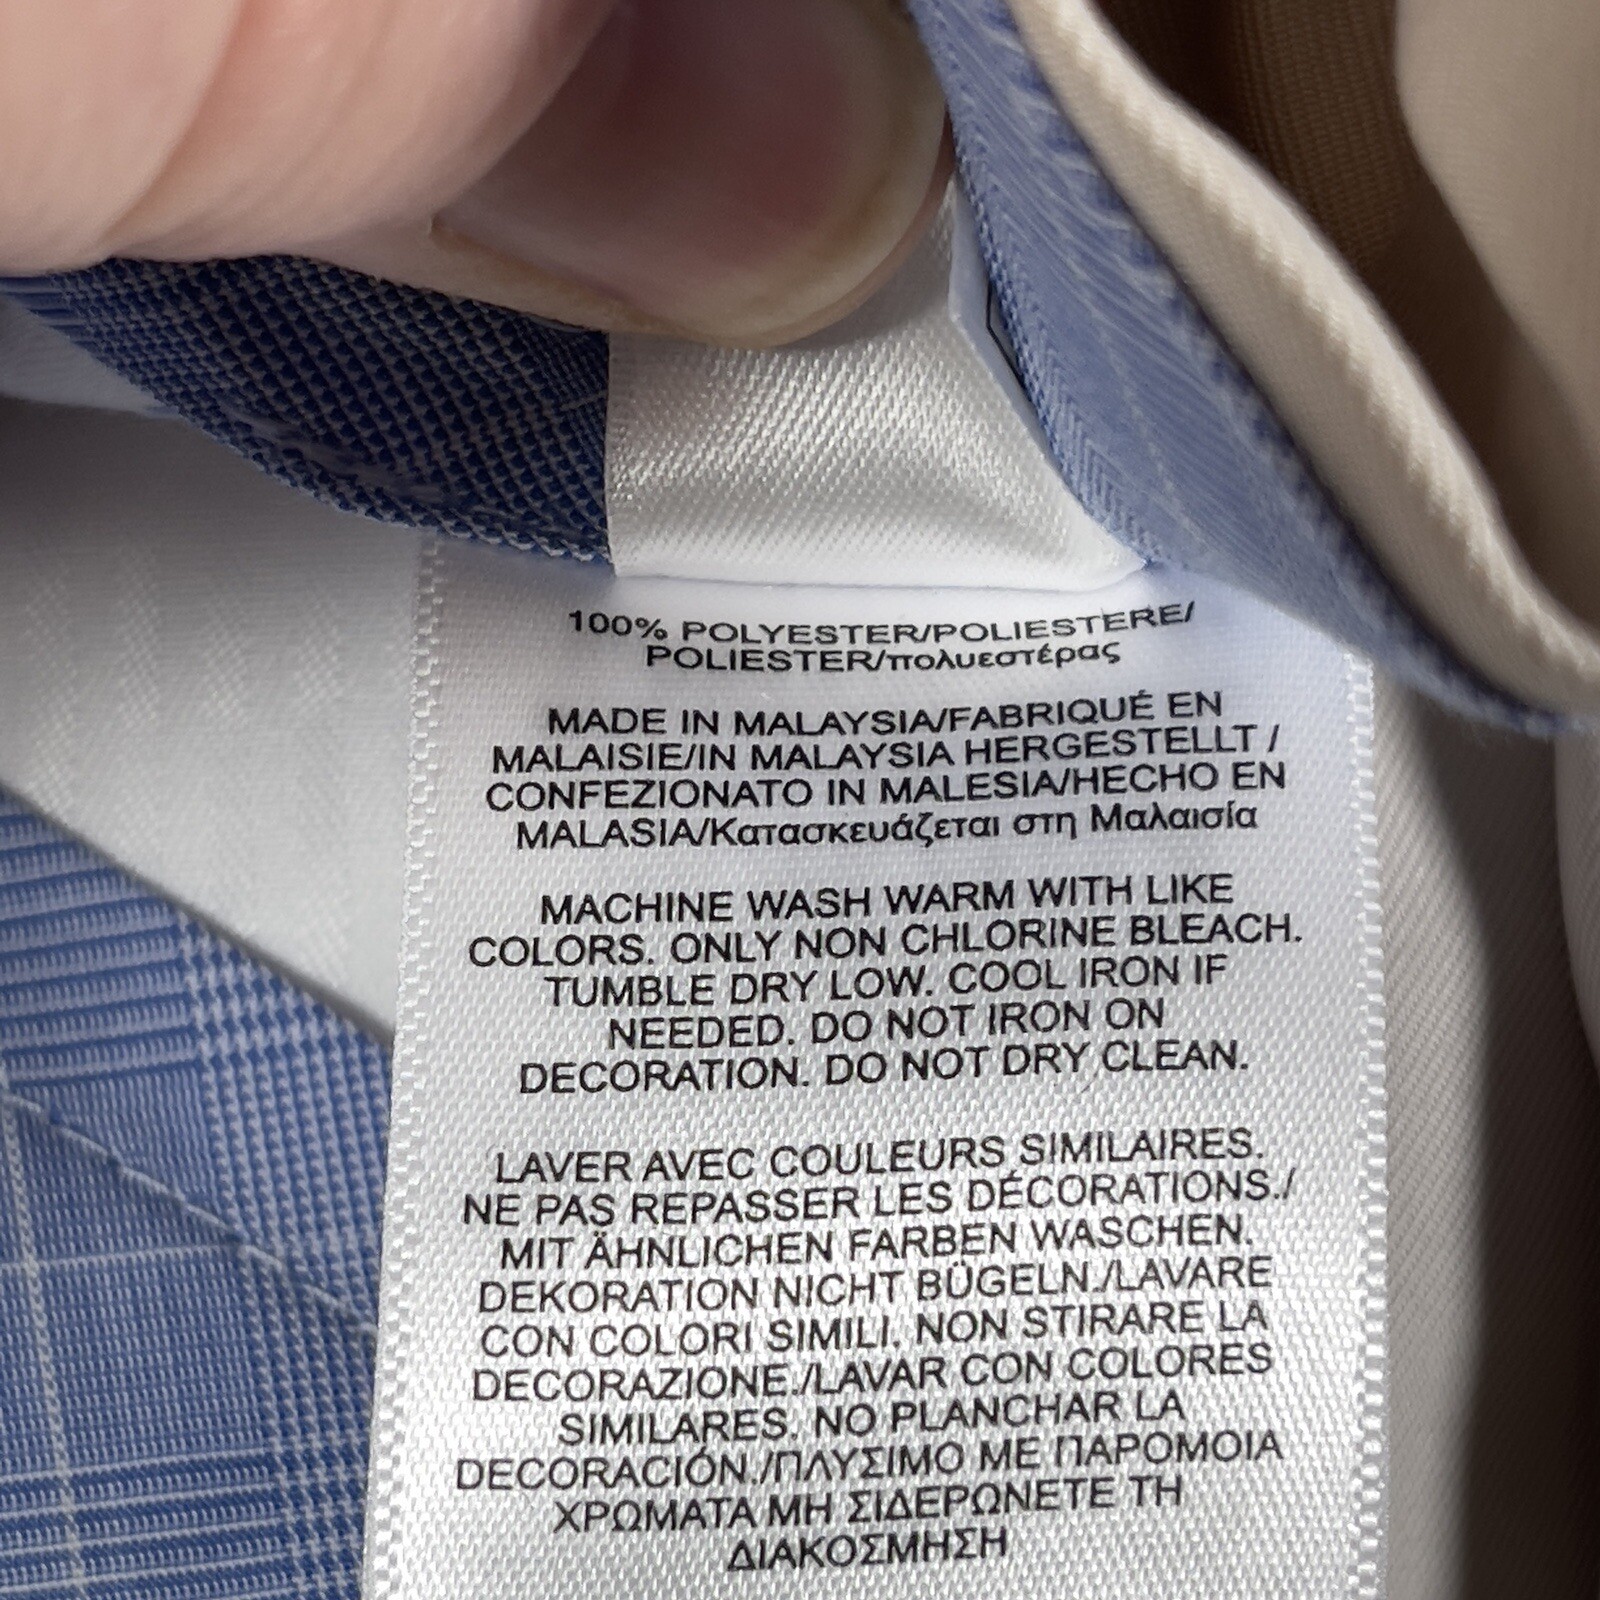 100% POLYESTER/POLIESTERE/
POLIESTER/πολυεστέρας
MADE IN MALAYSIA/FABRIQUÉ EN
MALAISIE/IN MALAYSIA HERGESTELLT /
CONFEZIONATO IN MALESIA/HECHO EN
MALASIA/Κατασκευάζεται στη Μαλαισία
MACHINE WASH WARM WITH LIKE
COLORS. ONLY NON CHLORINE BLEACH.
TUMBLE DRY LOW. COOL IRON IF
NEEDED. DO NOT IRON ON
DECORATION. DO NOT DRY CLEAN.
LAVER AVEC COULEURS SIMILAIRES.
NE PAS REPASSER LES DÉCORATIONS./
MIT ÄHNLICHEN FARBEN WASCHEN.
DEKORATION NICHT BÜGELN./LAVARE
CON COLORI SIMILI. NON STIRARE LA
DECORAZIONE./LAVAR CON COLORES
SIMILARES. NO PLANCHAR LA
DECORACIÓN./ΠΛΥΣΙΜΟ ΜΕ ΠΑΡΟΜΟΙΑ
ΧΡΩΜΑΤΑ ΜΗ ΣΙΔΕΡΩΝΕΤΕ ΤΗ
ΔΙΑΚΟΣΜΗΣΗ